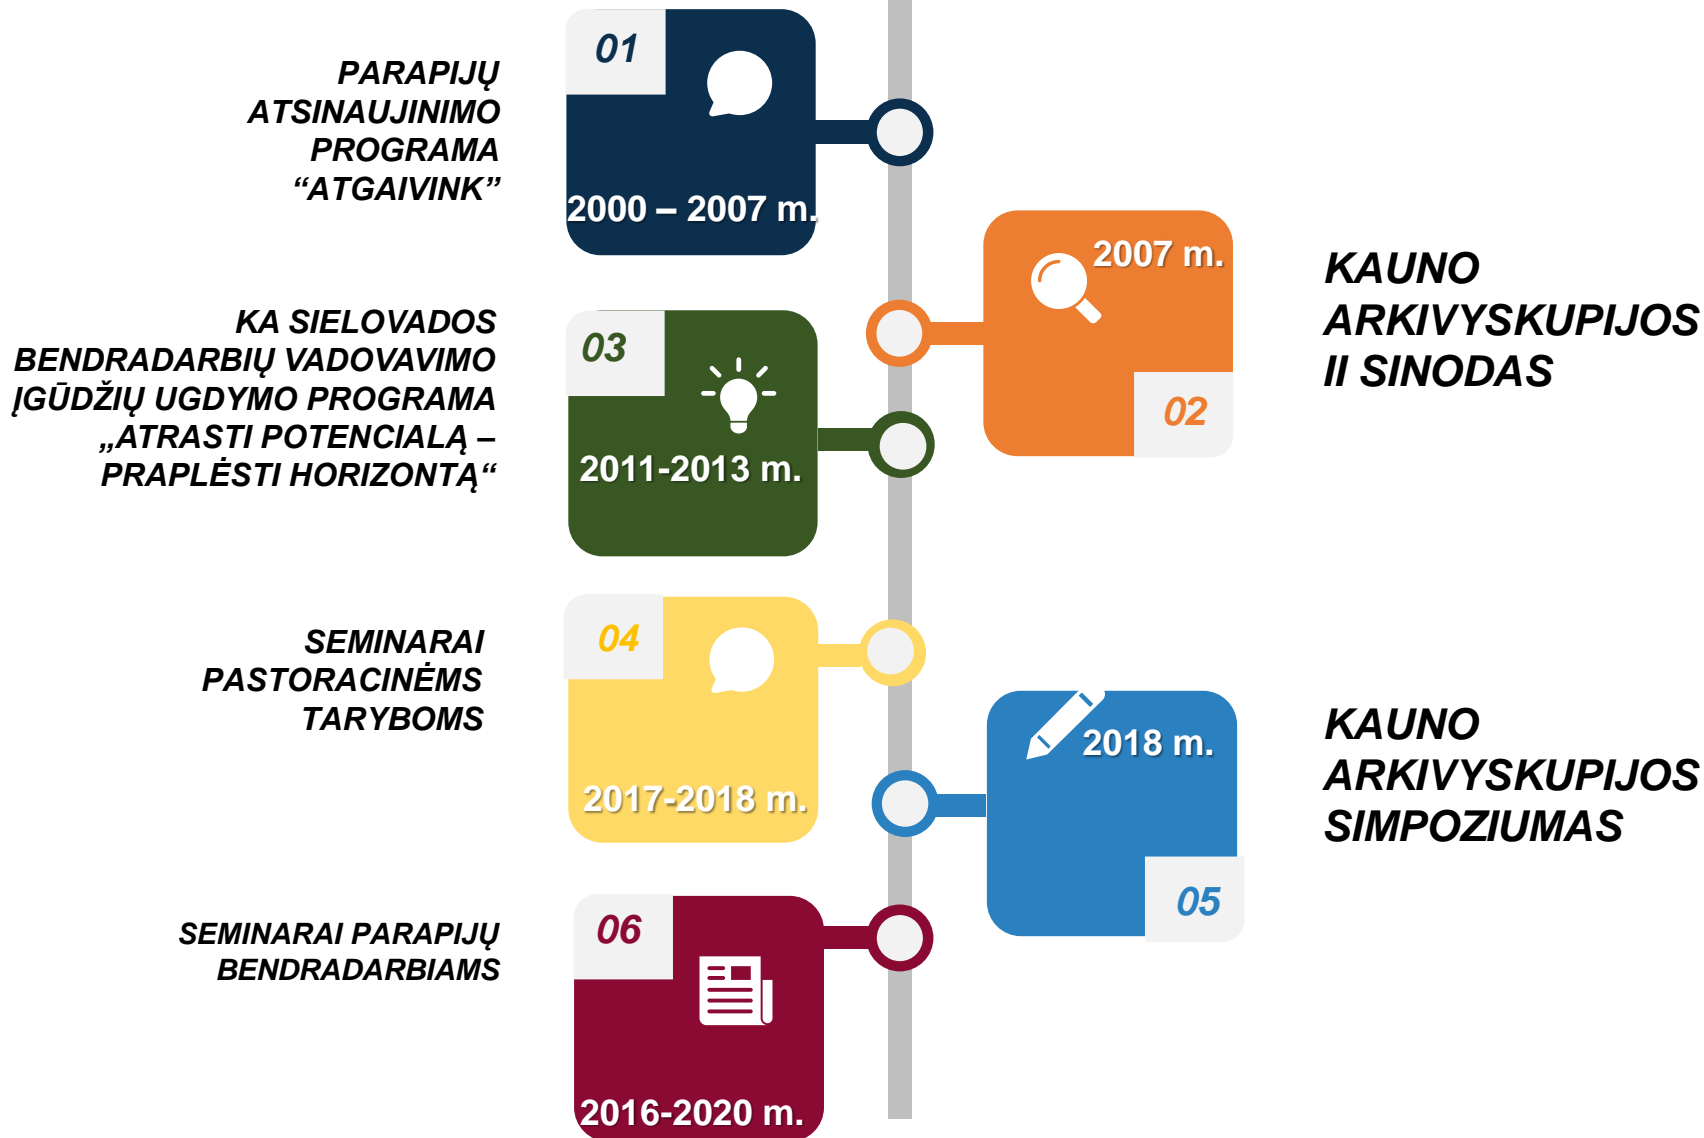 01
PARAPIJŲ
ATSINAUJINIMO
PROGRAMA
“ATGAIVINK”
2000 – 2007 m.
2007 m.
KAUNO
ARKIVYSKUPIJOS
II SINODAS
02
03
KA SIELOVADOS
BENDRADARBIŲ VADOVAVIMO
ĮGŪDŽIŲ UGDYMO PROGRAMA
„ATRASTI POTENCIALĄ –
PRAPLĖSTI HORIZONTĄ“
2011-2013 m.
04
SEMINARAI
PASTORACINĖMS
TARYBOMS
2017-2018 m.
2018 m.
KAUNO
ARKIVYSKUPIJOS
SIMPOZIUMAS
05
06
SEMINARAI PARAPIJŲ
BENDRADARBIAMS
2016-2020 m.